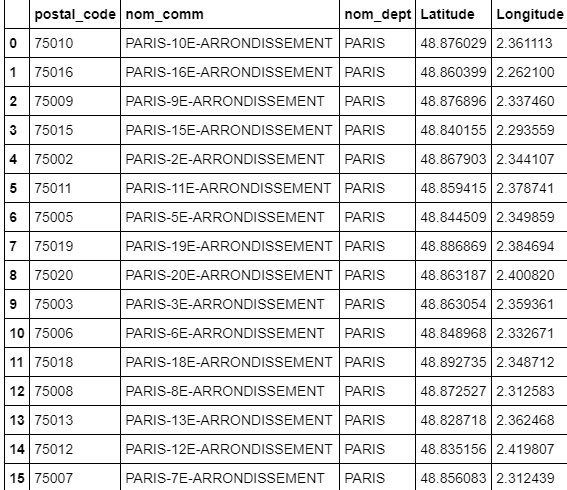 postal_code nom_comm nom_dept Latitude Longitude
0 75010 PARIS-10E-ARRONDISSEMENT PARIS 48.876029 2.361113
1 75016 PARIS-16E-ARRONDISSEMENT PARIS 48.860399 2.262100
2 75009 PARIS-9E-ARRONDISSEMENT PARIS 48.876896 2.337460
3 75015 PARIS-15E-ARRONDISSEMENT PARIS 48.840155 2.293559
4 75002 PARIS-2E-ARRONDISSEMENT PARIS 48.867903 2.344107
5 75011 PARIS-11E-ARRONDISSEMENT PARIS 48.859415 2.378741
6 75005 PARIS-5E-ARRONDISSEMENT PARIS 48.844509 2.349859
7 75019 PARIS-19E-ARRONDISSEMENT PARIS 48.886869 2.384694
8 75020 PARIS-20E-ARRONDISSEMENT PARIS 48.863187 2.400820
9 75003 PARIS-3E-ARRONDISSEMENT PARIS 48.863054 2.359361
10 75006 PARIS-6E-ARRONDISSEMENT PARIS 48.848968 2.332671
11 75018 PARIS-18E-ARRONDISSEMENT PARIS 48.892735 2.348712
12 75008 PARIS-8E-ARRONDISSEMENT PARIS 48.872527 2.312583
13 75013 PARIS-13E-ARRONDISSEMENT PARIS 48.828718 2.362468
14 75012 PARIS-12E-ARRONDISSEMENT PARIS 48.835156 2.419807
15 75007 PARIS-7E-ARRONDISSEMENT PARIS 48.856083 2.312439